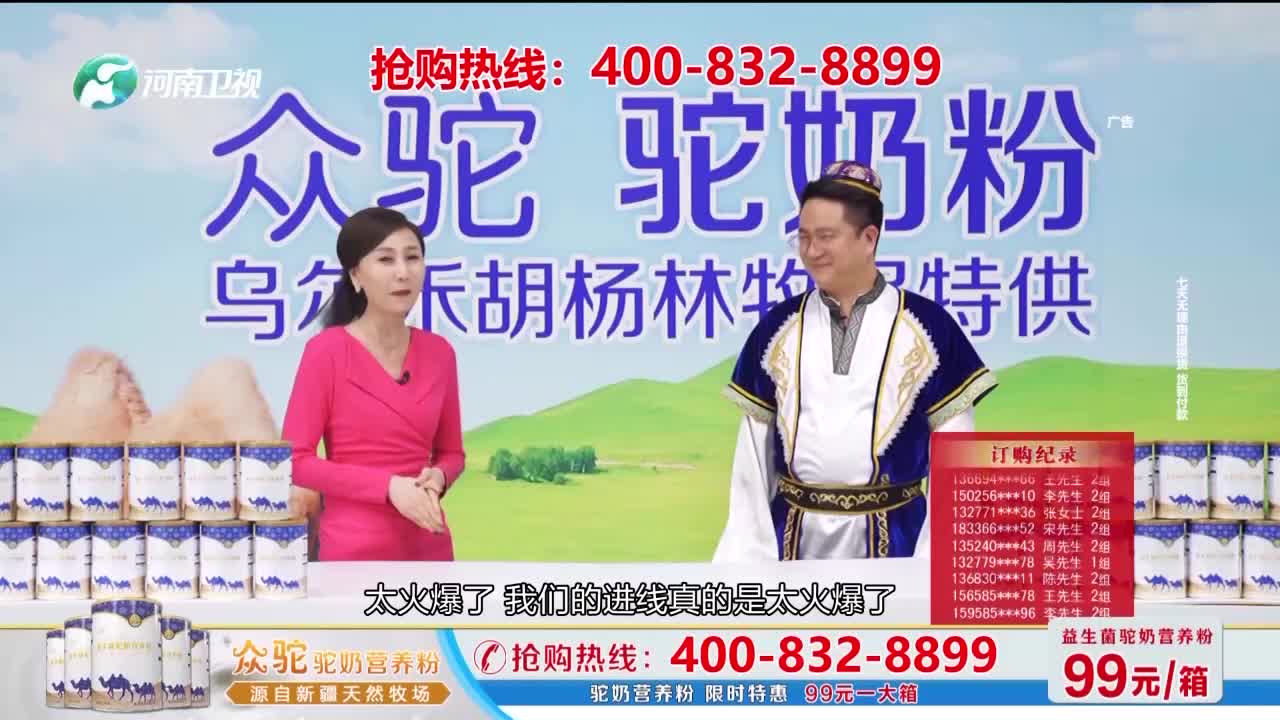 河南卫视
抢购热线：400-832-8899
广告
众驼 驼奶粉
胡杨林牧
特供
七天无理由退换货 货到付款
订购纪录
136694***66 王先生 2组
150256***10 李先生 2组
132771***36 张女士 2组
183366***52 宋先生 2组
135240***43 周先生 2组
132779***78 吴先生 1组
136830***11 陈先生 2组
156585***78 王先生 2组
159585***96 李先生 2组
太火爆了 我们的进线真的是太火爆了
众驼 驼奶营养粉
源自新疆天然牧场
抢购热线：400-832-8899
驼奶营养粉 限时特惠 99元一大箱
益生菌驼奶营养粉
99元/箱